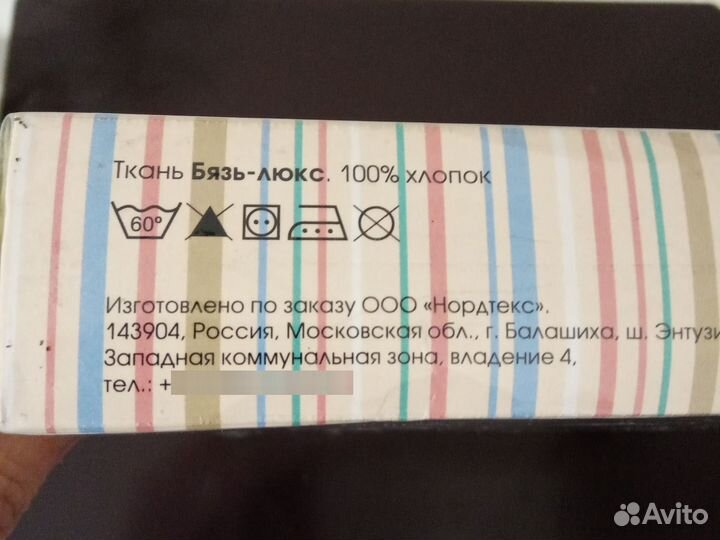 Ткань Бязь-люкс. 100% хлопок
60°
Изготовлено по заказу ООО «Нордтекс».
143904, Россия, Московская обл., г. Балашиха, ш. Энтузи
Западная коммунальная зона, владение 4,
тел.: +
Avito